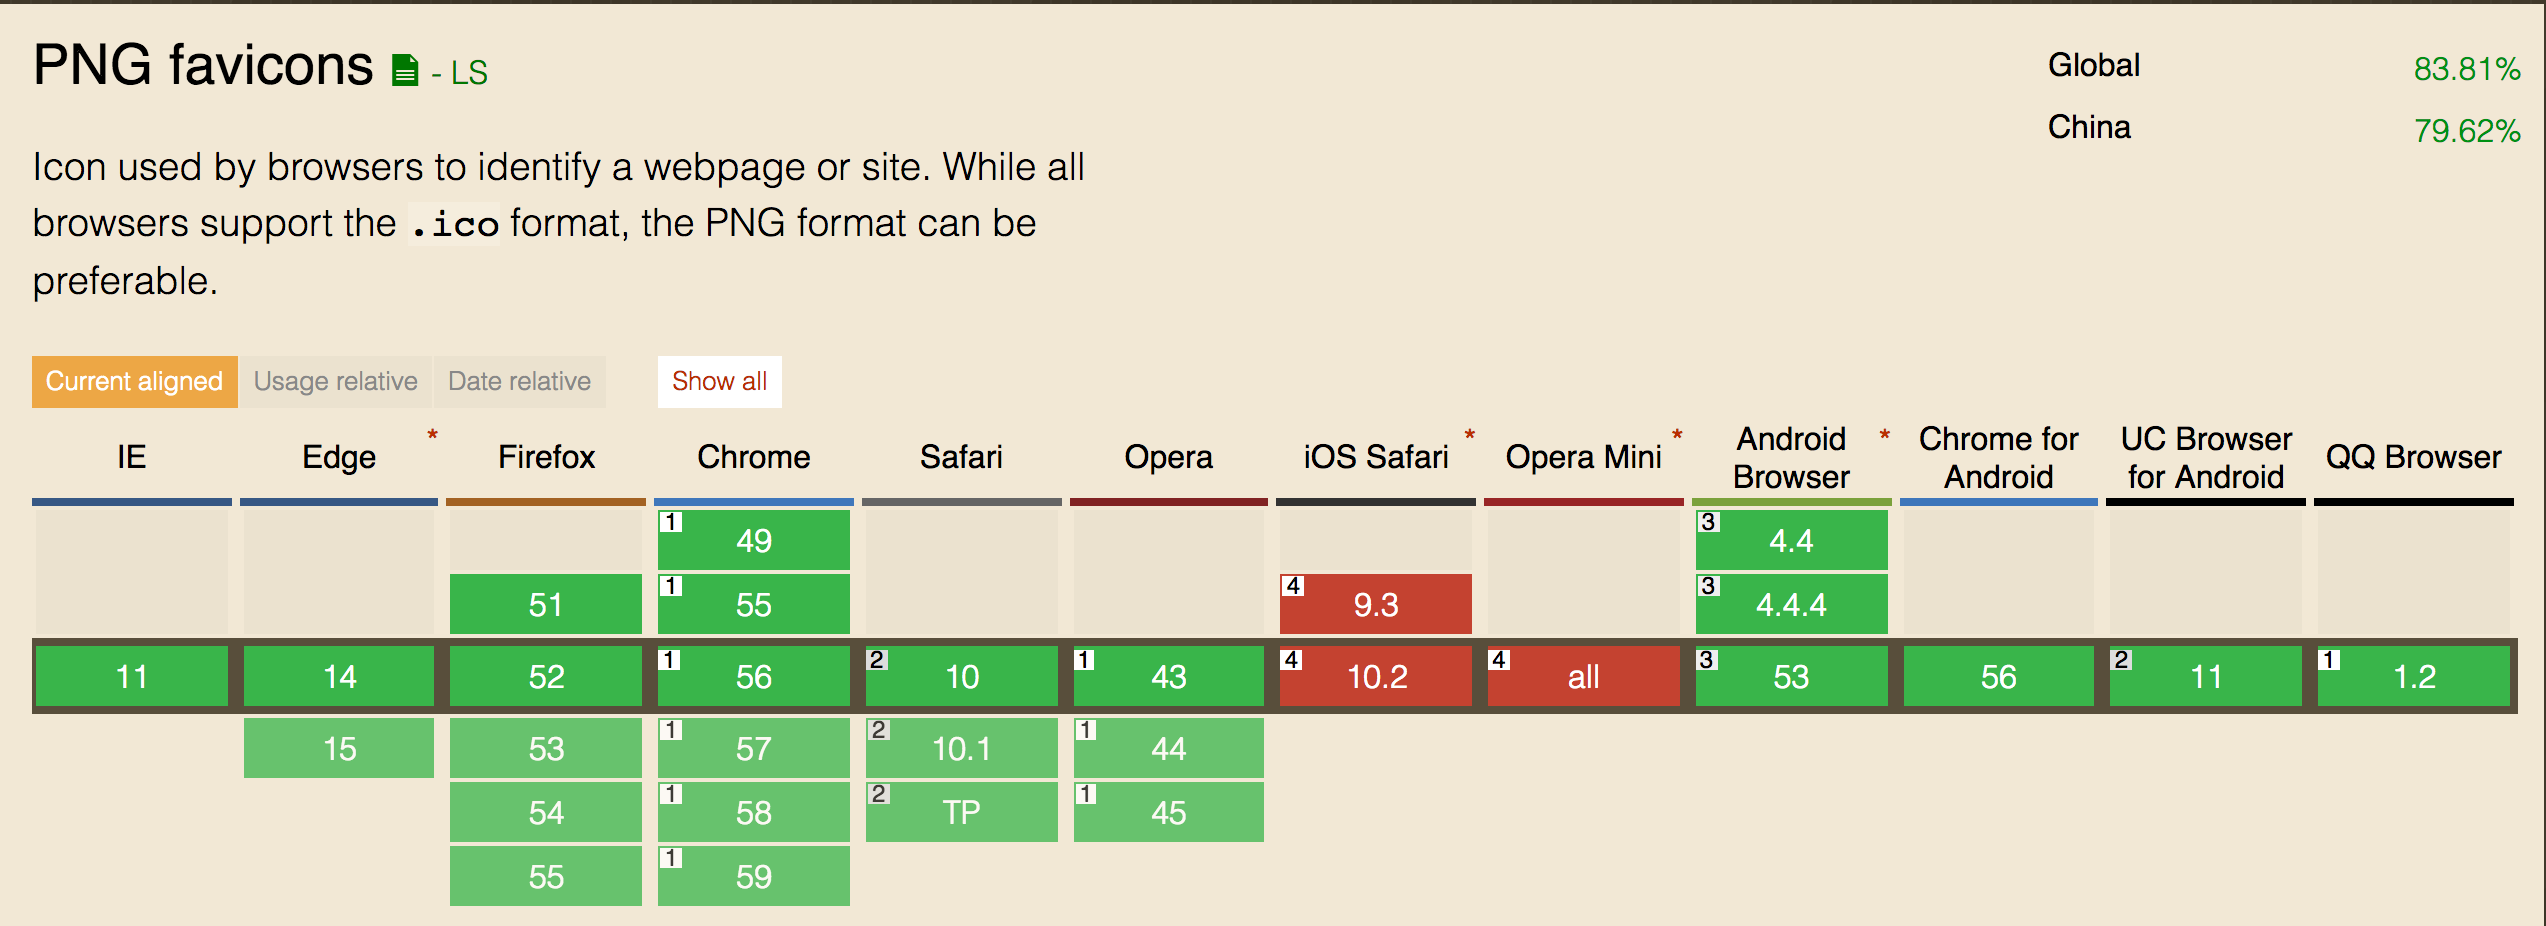 PNG favicons - LS
Global 83.81%
China 79.62%
Icon used by browsers to identify a webpage or site. While all
browsers support the .ico format, the PNG format can be
preferable.
Current aligned Usage relative Date relative Show all
IE Edge * Firefox Chrome Safari Opera iOS Safari * Opera Mini * Android Browser * Chrome for Android UC Browser for Android QQ Browser
1 49 3 4.4
51 1 55 4 9.3 3 4.4.4
11 14 52 1 56 2 10 1 43 4 10.2 4 all 3 53 56 2 11 1 1.2
15 53 1 57 2 10.1 1 44
54 1 58 2 TP 1 45
55 1 59